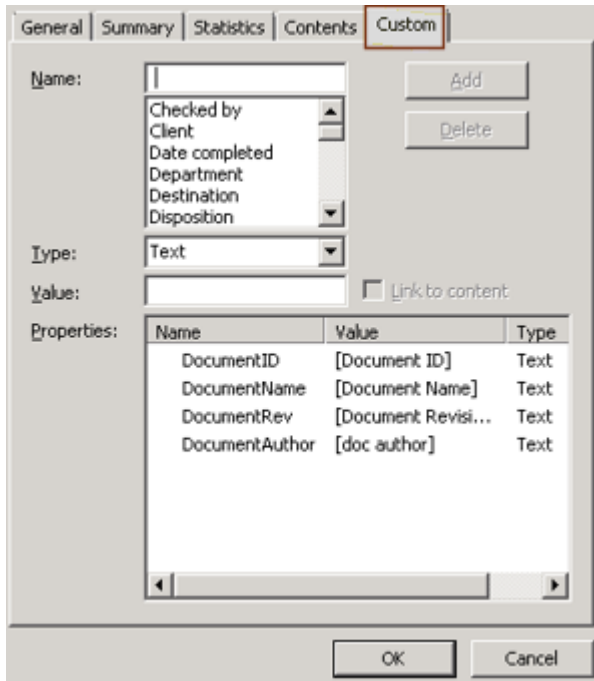 General Summary Statistics Contents Custom
Name: Add
Checked by
Client Delete
Date completed
Department
Destination
Disposition
Type: Text
Value: Link to content
Properties: Name Value Type
DocumentID [Document ID] Text
DocumentName [Document Name] Text
DocumentRev [Document Revisi... Text
DocumentAuthor [doc author] Text
OK Cancel